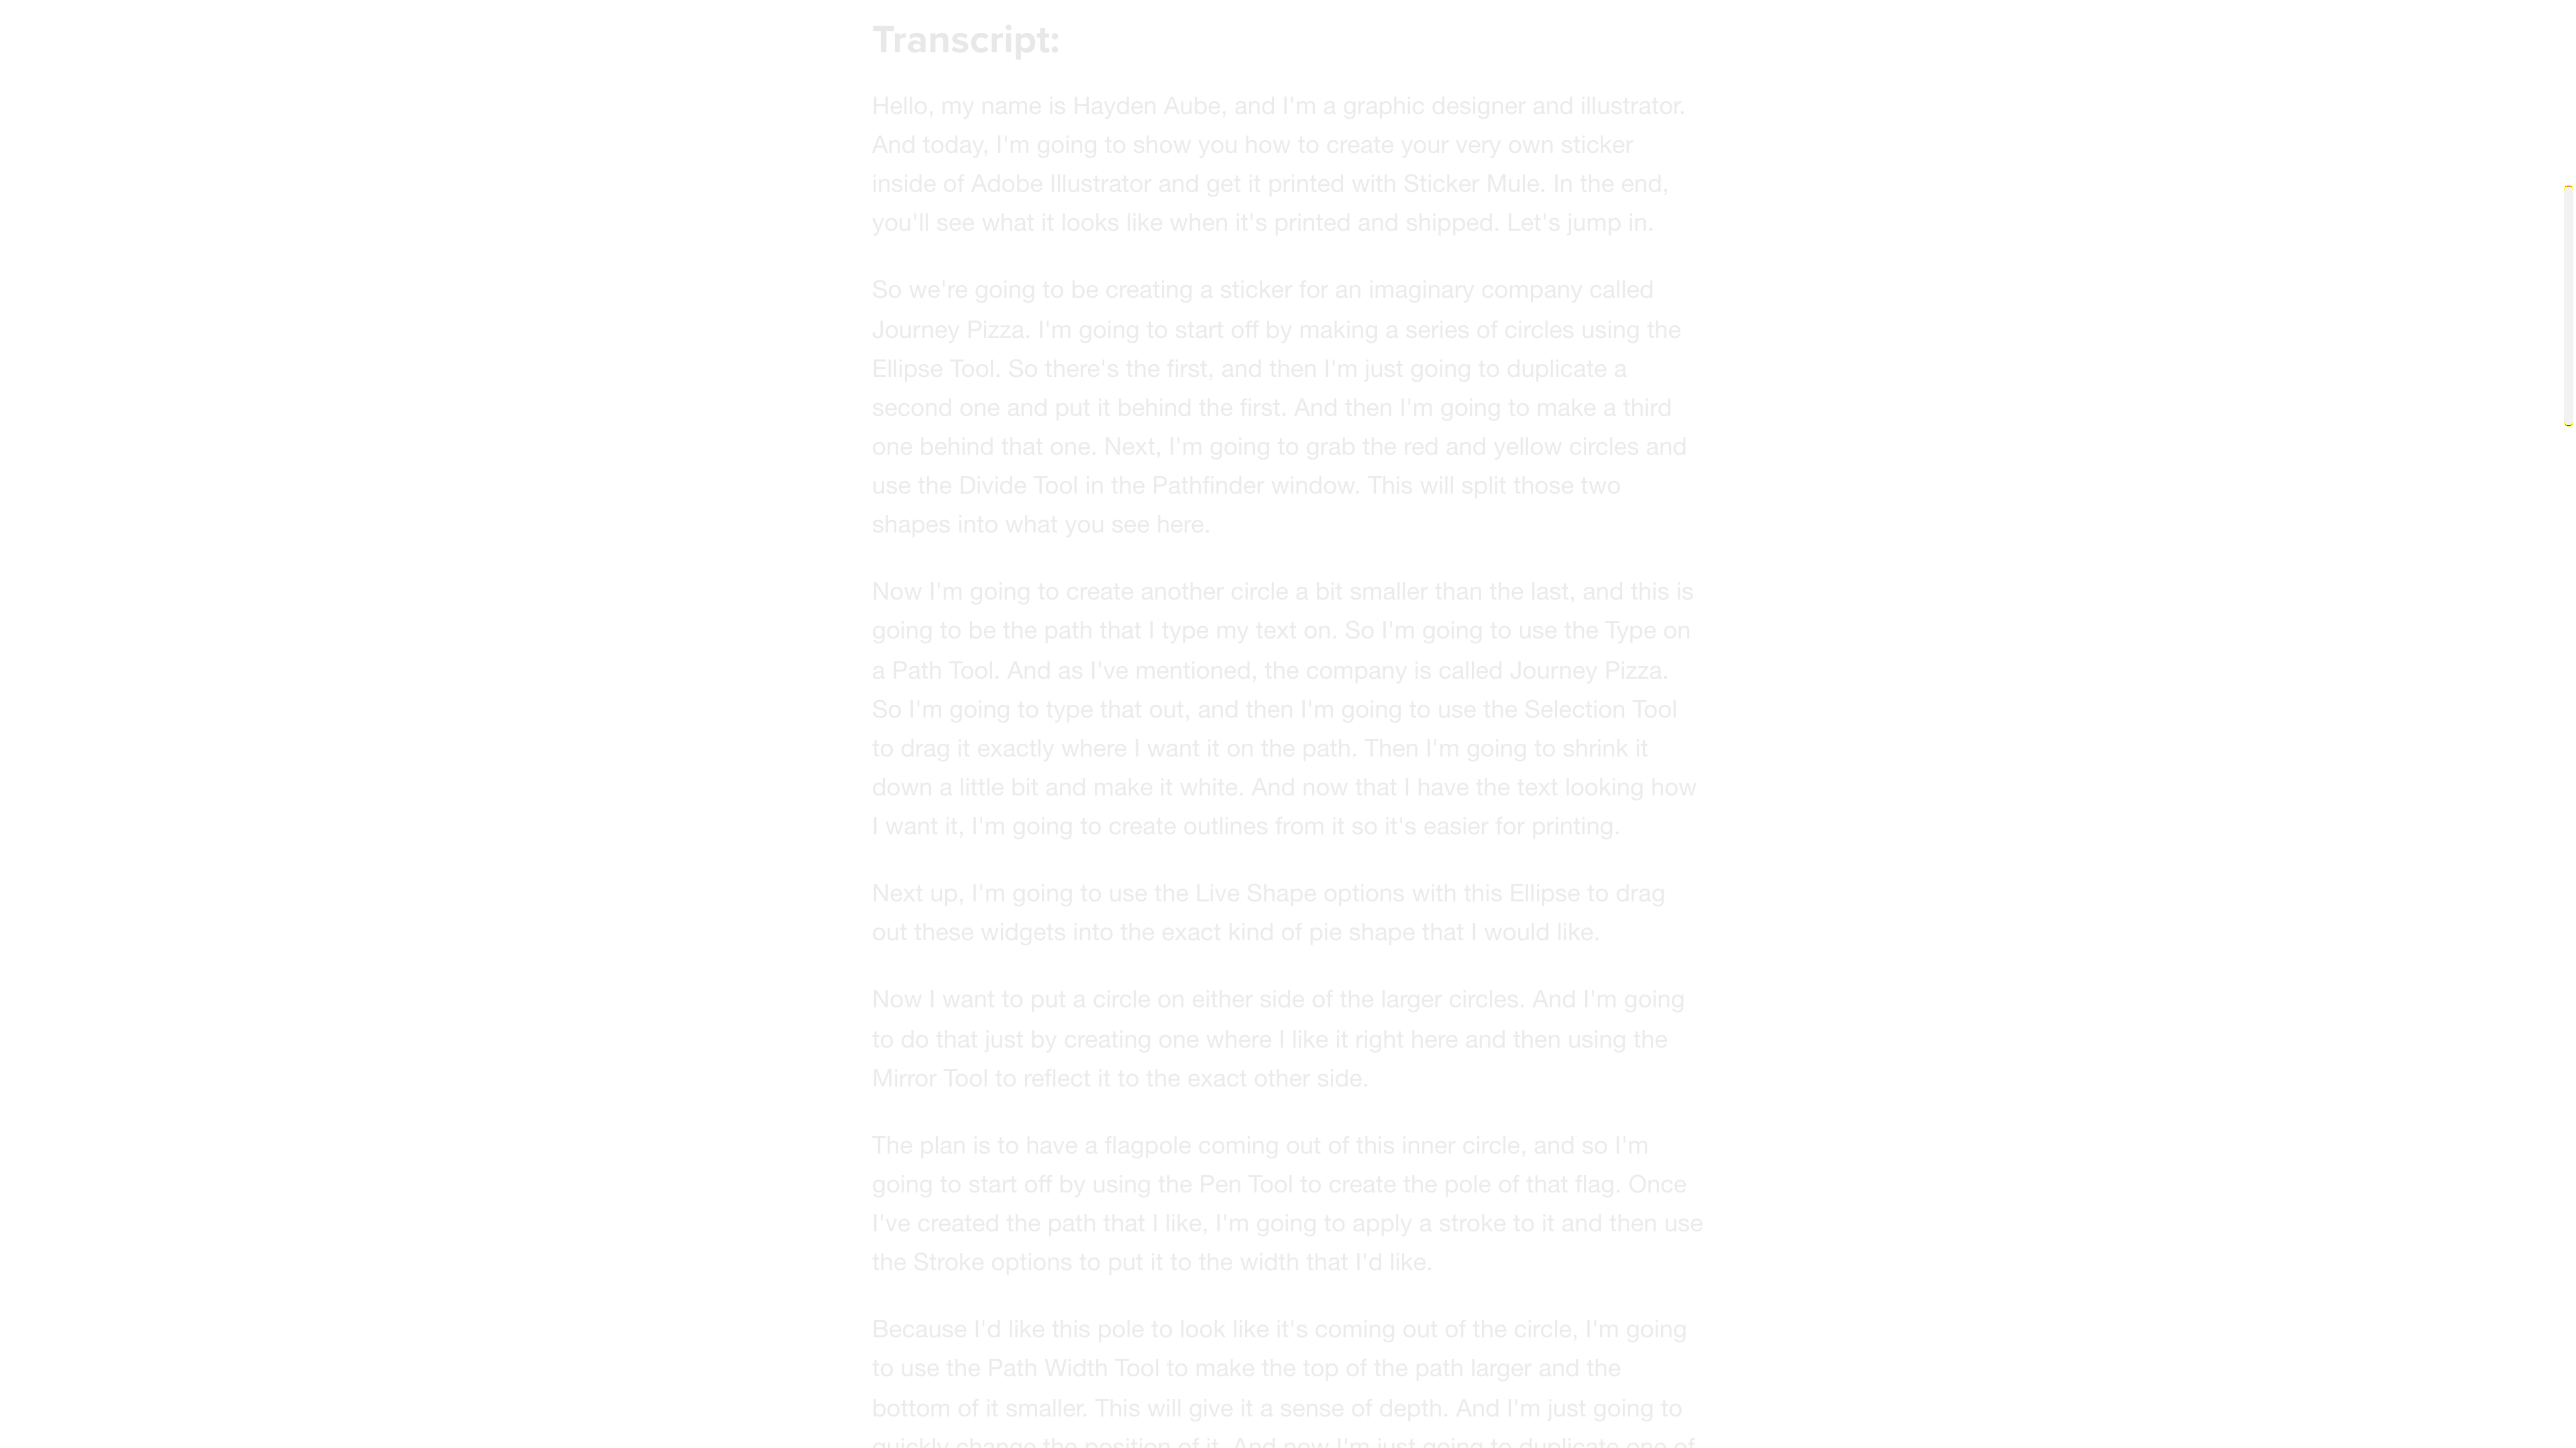 Transcript:
Hello, my name is Hayden Aube, and I'm a graphic designer and illustrator.
And today, I'm going to show you how to create your very own sticker
inside of Adobe Illustrator and get it printed with Sticker Mule. In the end,
you'll see what it looks like when it's printed and shipped. Let's jump in.
So we're going to be creating a sticker for an imaginary company called
Journey Pizza. I'm going to start off by making a series of circles using the
Ellipse Tool. So there's the first, and then I'm just going to duplicate a
second one and put it behind the first. And then I'm going to make a third
one behind that one. Next, I'm going to grab the red and yellow circles and
use the Divide Tool in the Pathfinder window. This will split those two
shapes into what you see here.
Now I'm going to create another circle a bit smaller than the last, and this is
going to be the path that I type my text on. So I'm going to use the Type on
a Path Tool. And as I've mentioned, the company is called Journey Pizza.
So I'm going to type that out, and then I'm going to use the Selection Tool
to drag it exactly where I want it on the path. Then I'm going to shrink it
down a little bit and make it white. And now that I have the text looking how
I want it, I'm going to create outlines from it so it's easier for printing.
Next up, I'm going to use the Live Shape options with this Ellipse to drag
out these widgets into the exact kind of pie shape that I would like.
Now I want to put a circle on either side of the larger circles. And I'm going
to do that just by creating one where I like it right here and then using the
Mirror Tool to reflect it to the exact other side.
The plan is to have a flagpole coming out of this inner circle, and so I'm
going to start off by using the Pen Tool to create the pole of that flag. Once
I've created the path that I like, I'm going to apply a stroke to it and then use
the Stroke options to put it to the width that I'd like.
Because I'd like this pole to look like it's coming out of the circle, I'm going
to use the Path Width Tool to make the top of the path larger and the
bottom of it smaller. This will give it a sense of depth. And I'm just going to
quickly change the position of it. And now I'm just going to duplicate one of